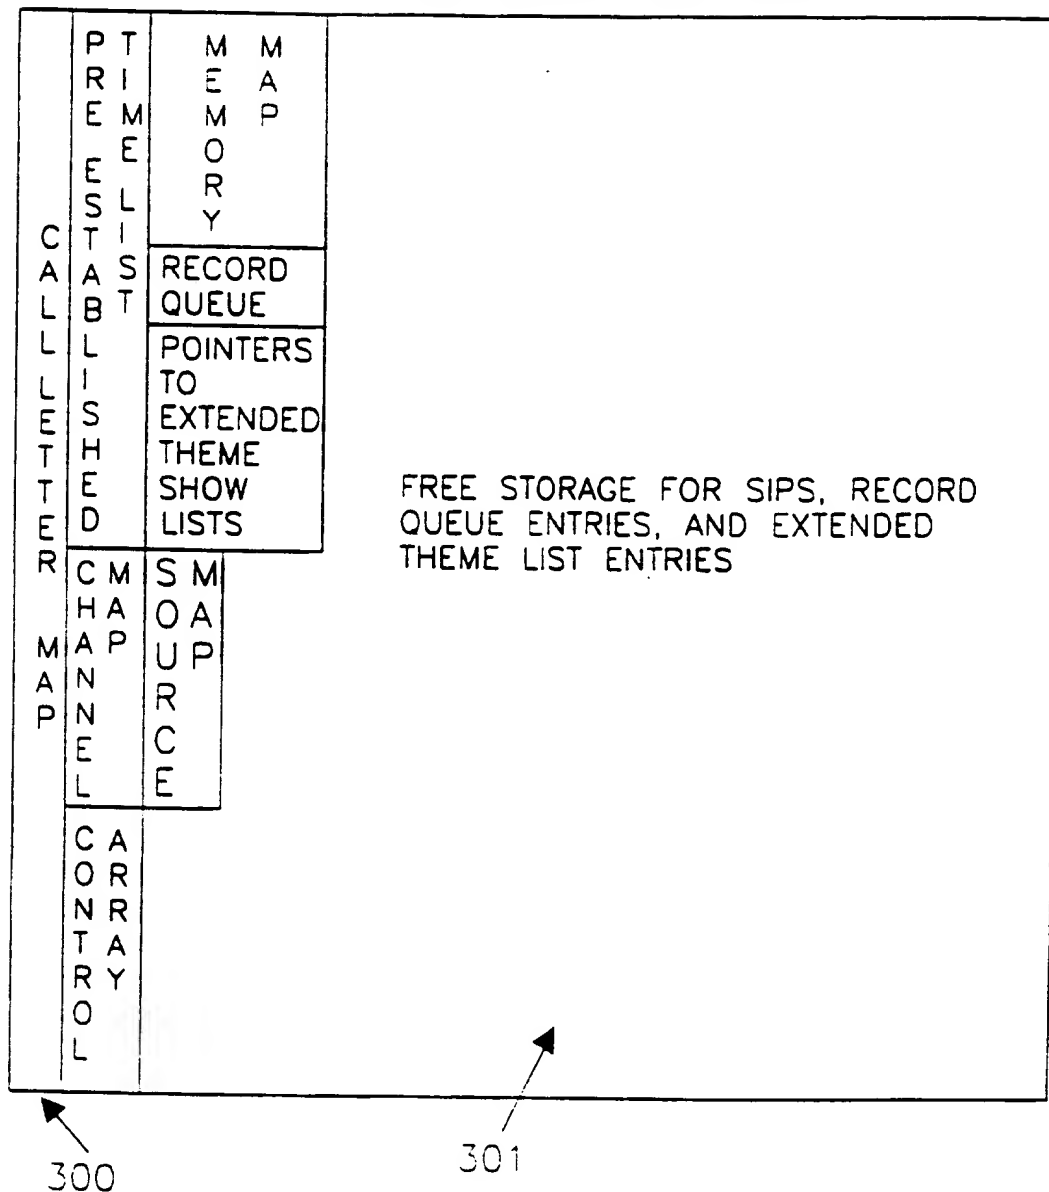 CALL LETTER MAP
PRE ESTABLISHED
TIME LIST
MEMORY
MAP
RECORD
QUEUE
POINTERS
TO
EXTENDED
THEME
SHOW
LISTS
CHANNEL
MAP
SOURCE
MAP
CONTROL
ARRAY
FREE STORAGE FOR SIPS, RECORD
QUEUE ENTRIES, AND EXTENDED
THEME LIST ENTRIES
300
301